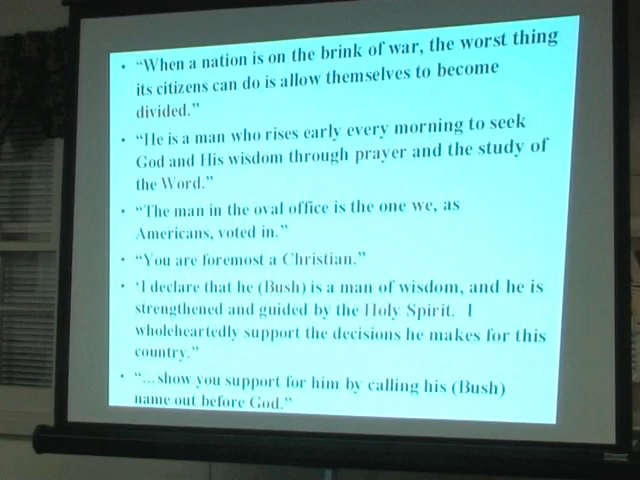 • “When a nation is on the brink of war, the worst thing
its citizens can do is allow themselves to become
divided.”
• “He is a man who rises early every morning to seek
God and His wisdom through prayer and the study of
the Word.”
• “The man in the oval office is the one we, as
Americans, voted in.”
• “You are foremost a Christian.”
• ‘I declare that he (Bush) is a man of wisdom, and he is
strengthened and guided by the Holy Spirit. I
wholeheartedly support the decisions he makes for this
country.”
• “…show you support for him by calling his (Bush)
name out before God.”